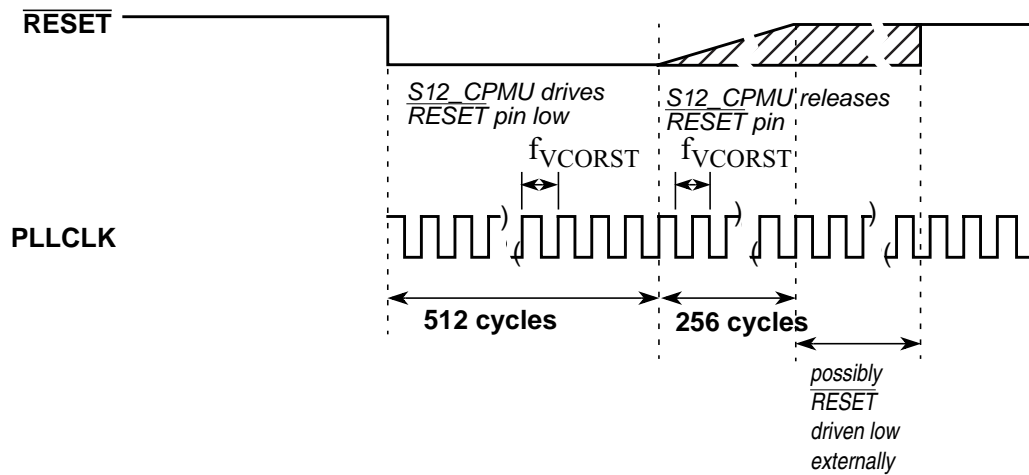 RESET
S12_CPMU drives
RESET pin low
S12_CPMU releases
RESET pin
fVCORST
fVCORST
PLLCLK
512 cycles
256 cycles
possibly
RESET
driven low
externally